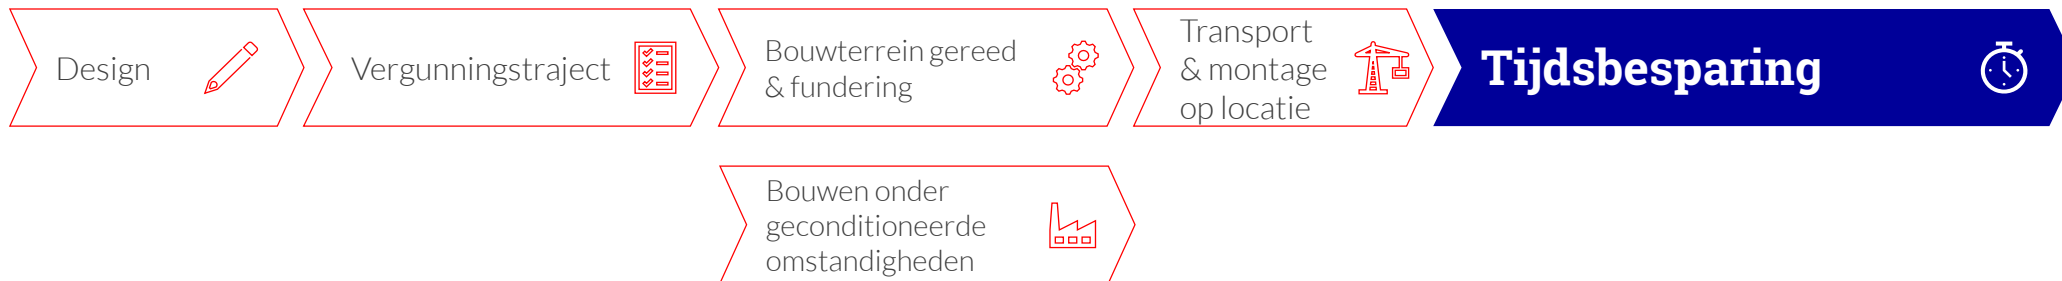 Design
Vergunningstraject
Bouwterrein gereed
& fundering
Transport
& montage
op locatie
Tijdsbesparing
Bouwen onder
geconditioneerde
omstandigheden